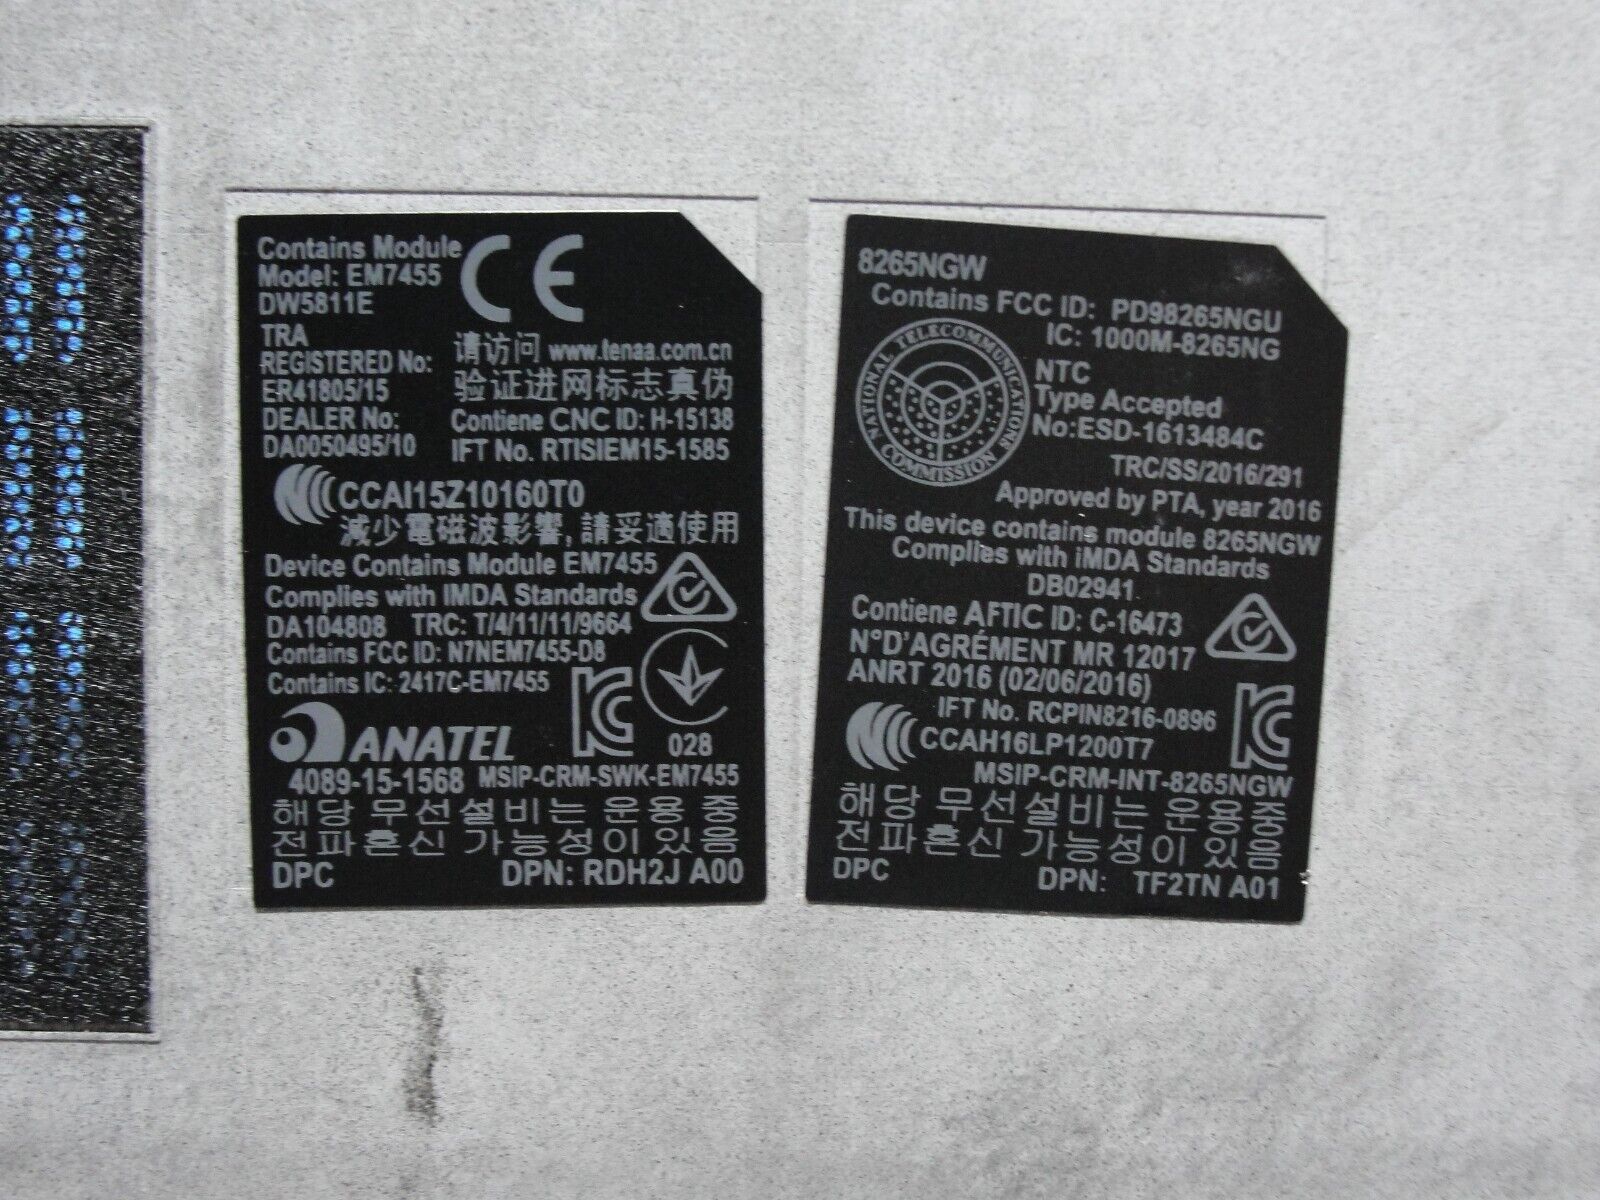 Contains Module
Model: EM7455
DW5811E
TRA
REGISTERED No:
ER41805/15
DEALER No:
DA0050495/10
CE
请访问 www.tenaa.com.cn
验证进网标志真伪
Contiene CNC ID: H-15138
IFT No. RTISIEM15-1585
CCAI15Z10160T0
減少電磁波影響,請妥適使用
Device Contains Module EM7455
Complies with IMDA Standards
DA104808 TRC: T/4/11/11/9664
Contains FCC ID: N7NEM7455-D8
Contains IC: 2417C-EM7455
ANATEL
028
4089-15-1568 MSIP-CRM-SWK-EM7455
해당 무선설비는 운용 중
전파혼신 가능성이 있음
DPC DPN: RDH2J A00
8265NGW
Contains FCC ID: PD98265NGU
IC: 1000M-8265NG
NATIONAL TELECOMMUNICATIONS COMMISSION
NTC
Type Accepted
No:ESD-1613484C
TRC/SS/2016/291
Approved by PTA, year 2016
This device contains module 8265NGW
Complies with iMDA Standards
DB02941
Contiene AFTIC ID: C-16473
N°D'AGRÉMENT MR 12017
ANRT 2016 (02/06/2016)
IFT No. RCPIN8216-0896
CCAH16LP1200T7
MSIP-CRM-INT-8265NGW
해당 무선설비는 운용중
전파혼신 가능성이 있음
DPC DPN: TF2TN A01